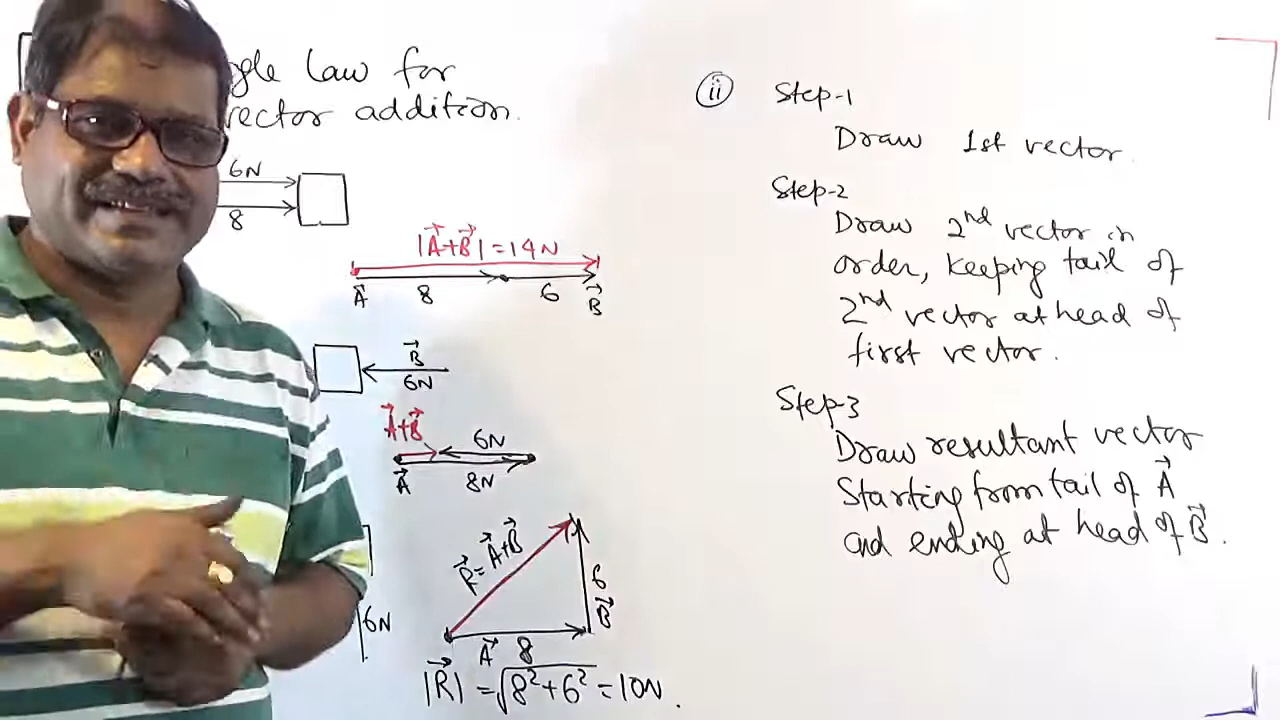 gle law for
vector addition.
6N
8
|A⃗+B⃗|=14N
A⃗ 8 6 B⃗
B⃗
6N
A⃗+B⃗
6N
A⃗ 8N
R⃗=A⃗+B⃗
6
B⃗
6N
A⃗ 8
|R⃗| = √8²+6² = 10N.
ii Step-1
Draw 1st vector.
Step-2
Draw 2nd vector in
order, keeping tail of
2nd vector at head of
first vector.
Step-3
Draw resultant vector
Starting from tail of A⃗
and ending at head of B⃗.